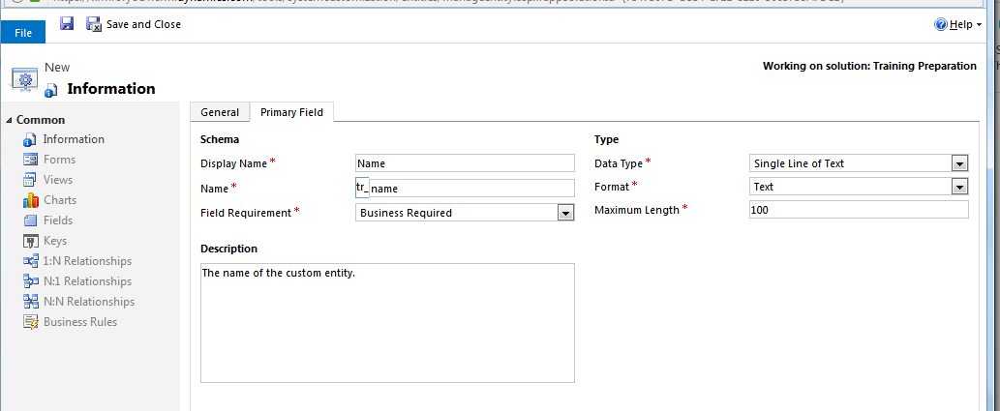 File
Save and Close
Help
New
Information
Working on solution: Training Preparation
Common
Information
Forms
Views
Charts
Fields
Keys
1:N Relationships
N:1 Relationships
N:N Relationships
Business Rules
General
Primary Field
Schema
Display Name *
Name
Name *
tr_ name
Field Requirement *
Business Required
Description
The name of the custom entity.
Type
Data Type *
Single Line of Text
Format *
Text
Maximum Length *
100